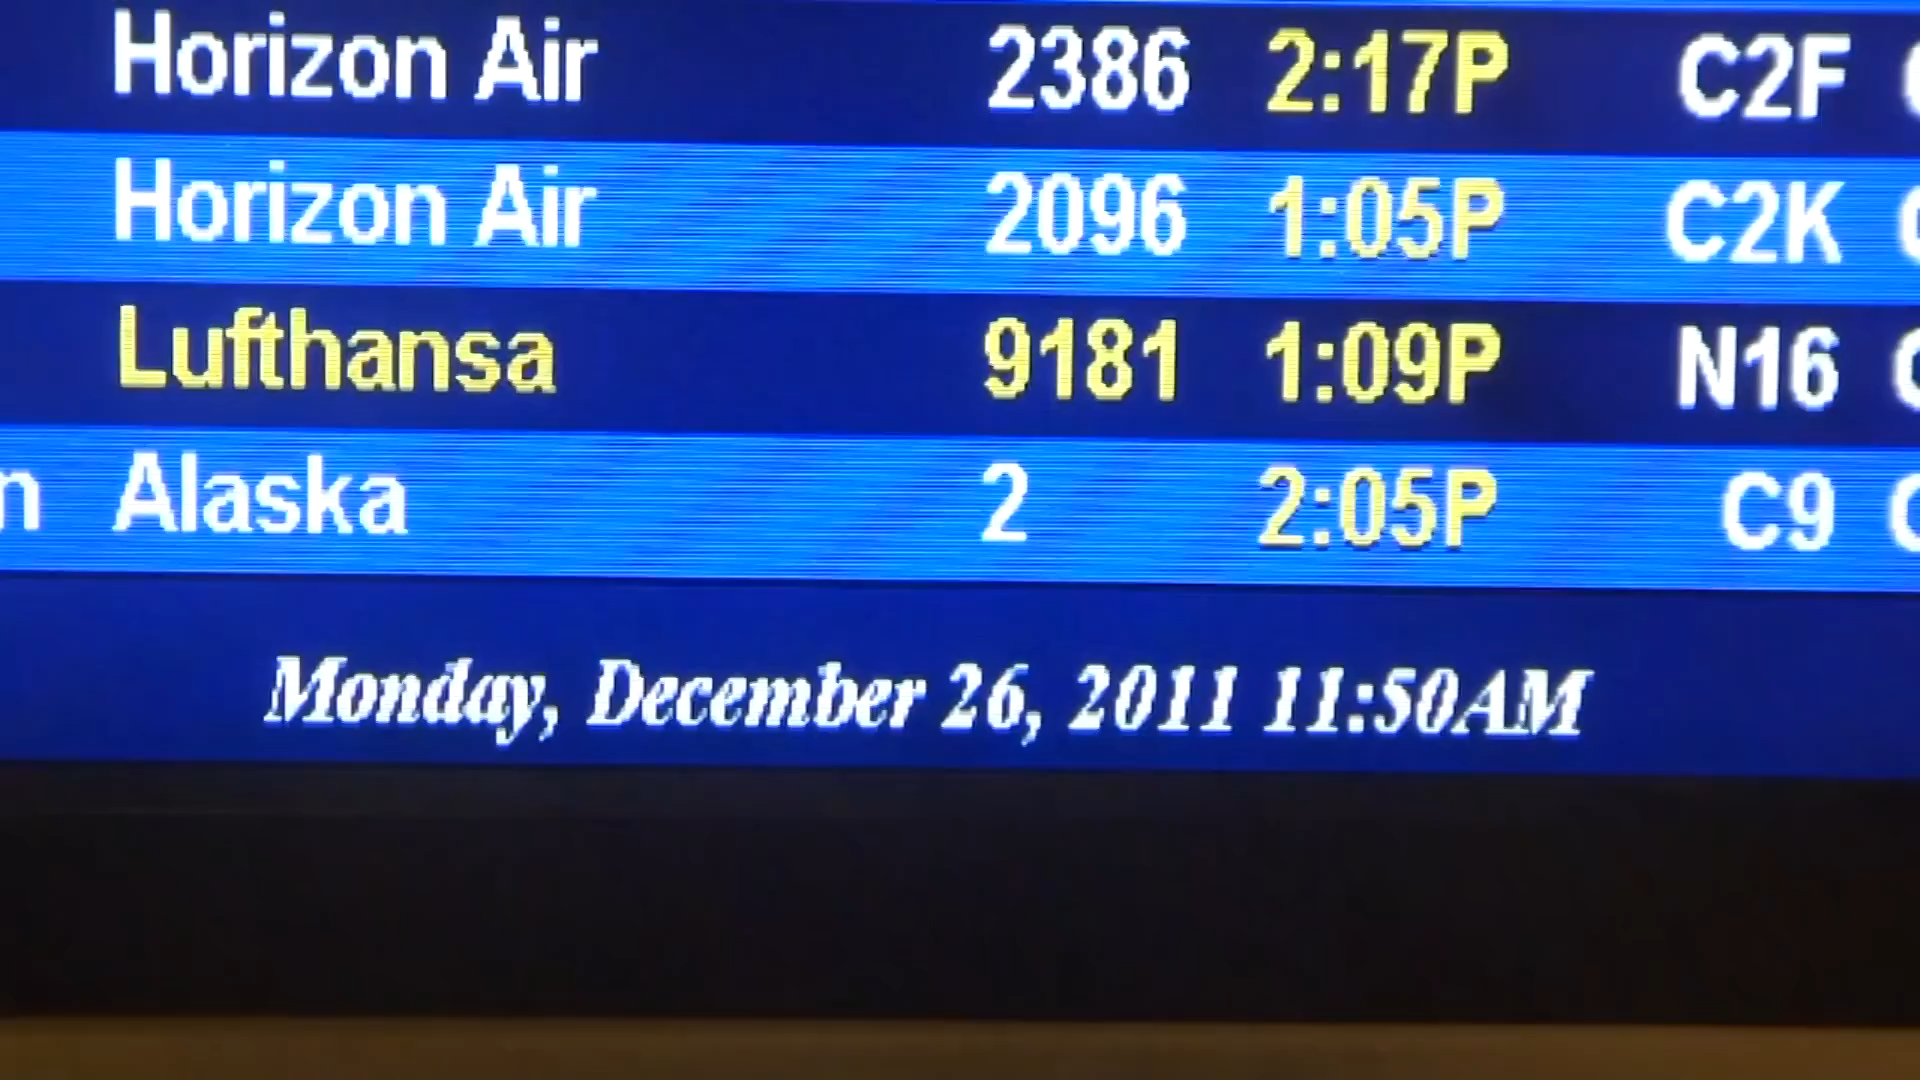 Horizon Air 2386 2:17P C2F
Horizon Air 2096 1:05P C2K
Lufthansa 9181 1:09P N16
n Alaska 2 2:05P C9
Monday, December 26, 2011 11:50AM